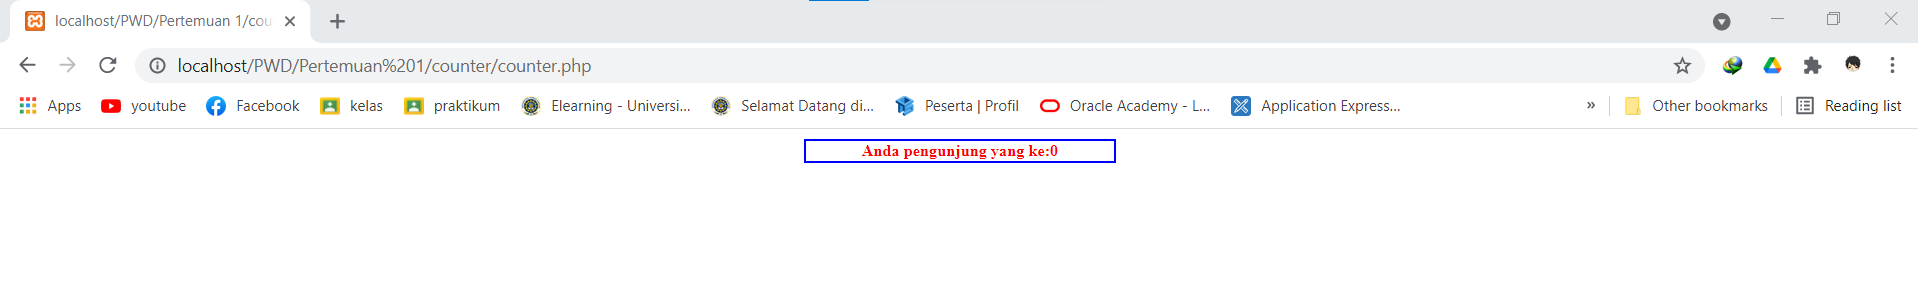 localhost/PWD/Pertemuan 1/cou
localhost/PWD/Pertemuan%201/counter/counter.php
Apps youtube Facebook kelas praktikum Elearning - Universi... Selamat Datang di... Peserta | Profil Oracle Academy - L... Application Express... » Other bookmarks Reading list
Anda pengunjung yang ke:0